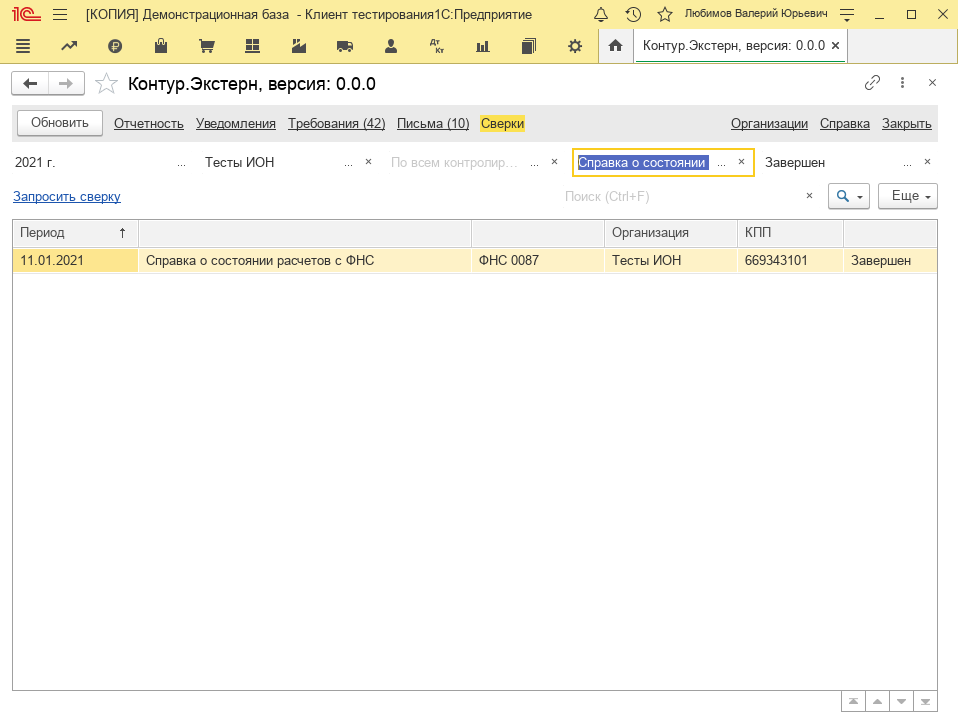 [КОПИЯ] Демонстрационная база - Клиент тестирования1С:Предприятие
Любимов Валерий Юрьевич
Дт Кт
Контур.Экстерн, версия: 0.0.0 ×
Контур.Экстерн, версия: 0.0.0
Обновить Отчетность Уведомления Требования (42) Письма (10) Сверки Организации Справка Закрыть
2021 г. ... Тесты ИОН ... × По всем контролир... ... × Справка о состоянии ... × Завершен ... ×
Запросить сверку Поиск (Ctrl+F) × Еще
Период ↑ Организация КПП
11.01.2021 Справка о состоянии расчетов с ФНС ФНС 0087 Тесты ИОН 669343101 Завершен